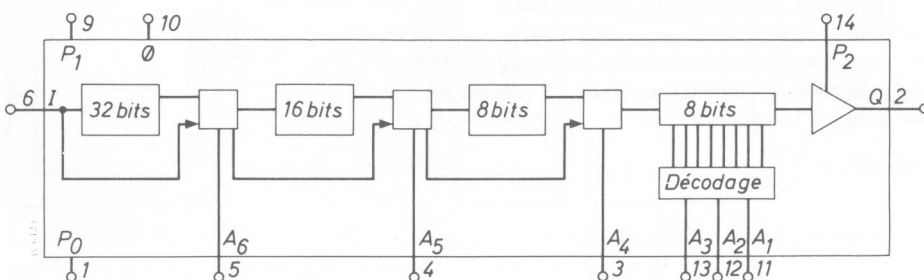 9 10 14
P1 Ø P2
6 I 32 bits 16 bits 8 bits 8 bits Q 2
Décodage
P0 A6 A5 A4 A3 A2 A1
1 5 4 3 13 12 11